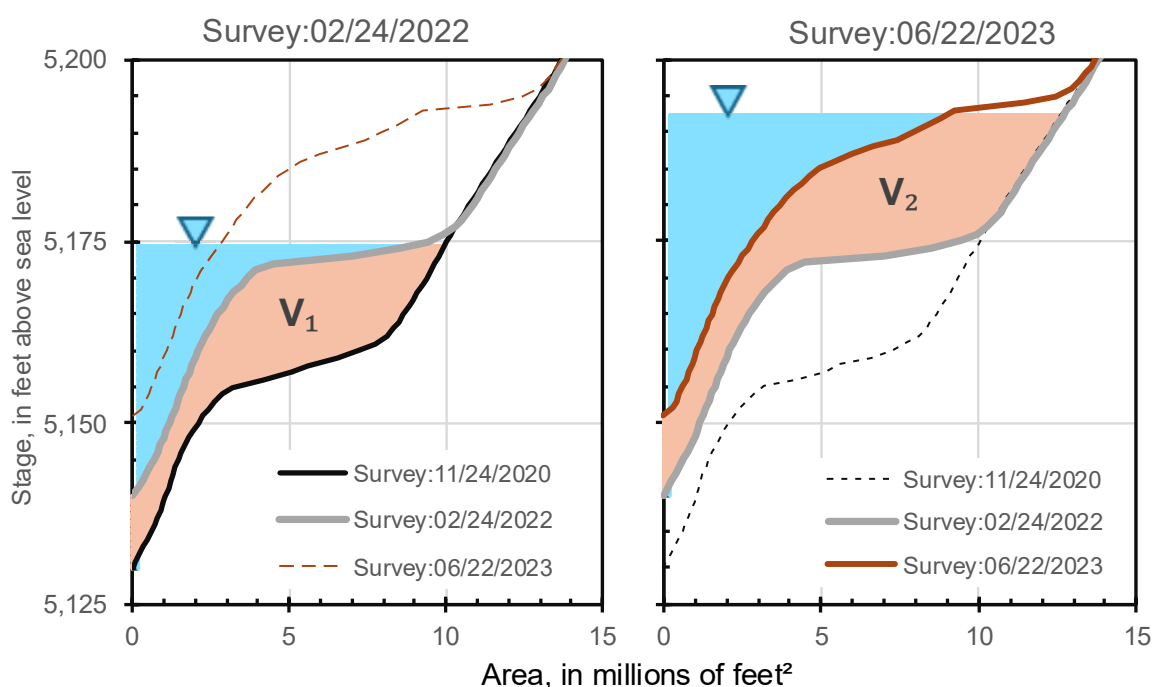 Survey:02/24/2022
Survey:06/22/2023
Stage, in feet above sea level
5,200
5,175
5,150
5,125
V₁
Survey:11/24/2020
Survey:02/24/2022
Survey:06/22/2023
0 5 10 15
V₂
Survey:11/24/2020
Survey:02/24/2022
Survey:06/22/2023
0 5 10 15
Area, in millions of feet²